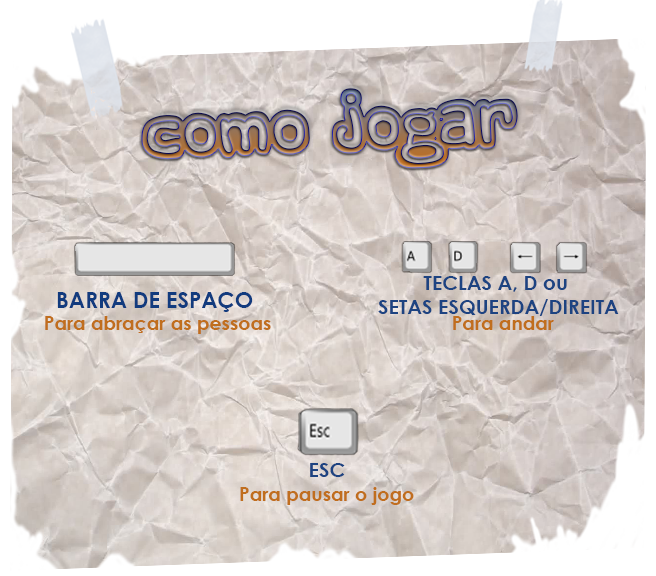 como jogar
A D ← →
BARRA DE ESPAÇO
Para abraçar as pessoas
TECLAS A, D ou
SETAS ESQUERDA/DIREITA
Para andar
Esc
ESC
Para pausar o jogo